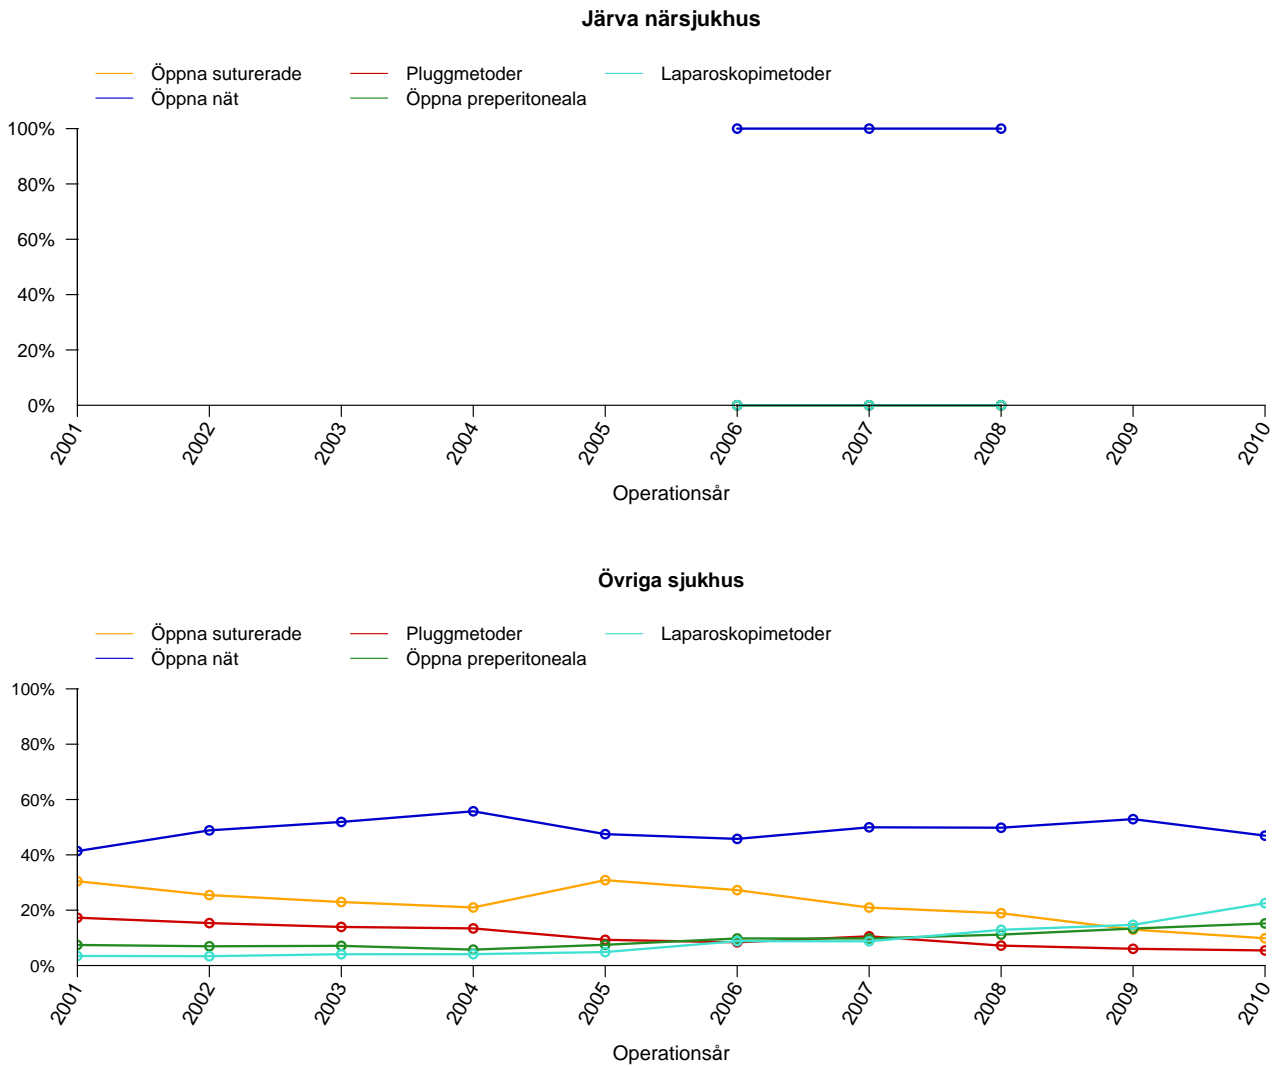 Järva närsjukhus
Öppna suturerade Pluggmetoder Laparoskopimetoder
Öppna nät Öppna preperitoneala
100%
80%
60%
40%
20%
0%
2001 2002 2003 2004 2005 2006 2007 2008 2009 2010
Operationsår
Övriga sjukhus
Öppna suturerade Pluggmetoder Laparoskopimetoder
Öppna nät Öppna preperitoneala
100%
80%
60%
40%
20%
0%
2001 2002 2003 2004 2005 2006 2007 2008 2009 2010
Operationsår